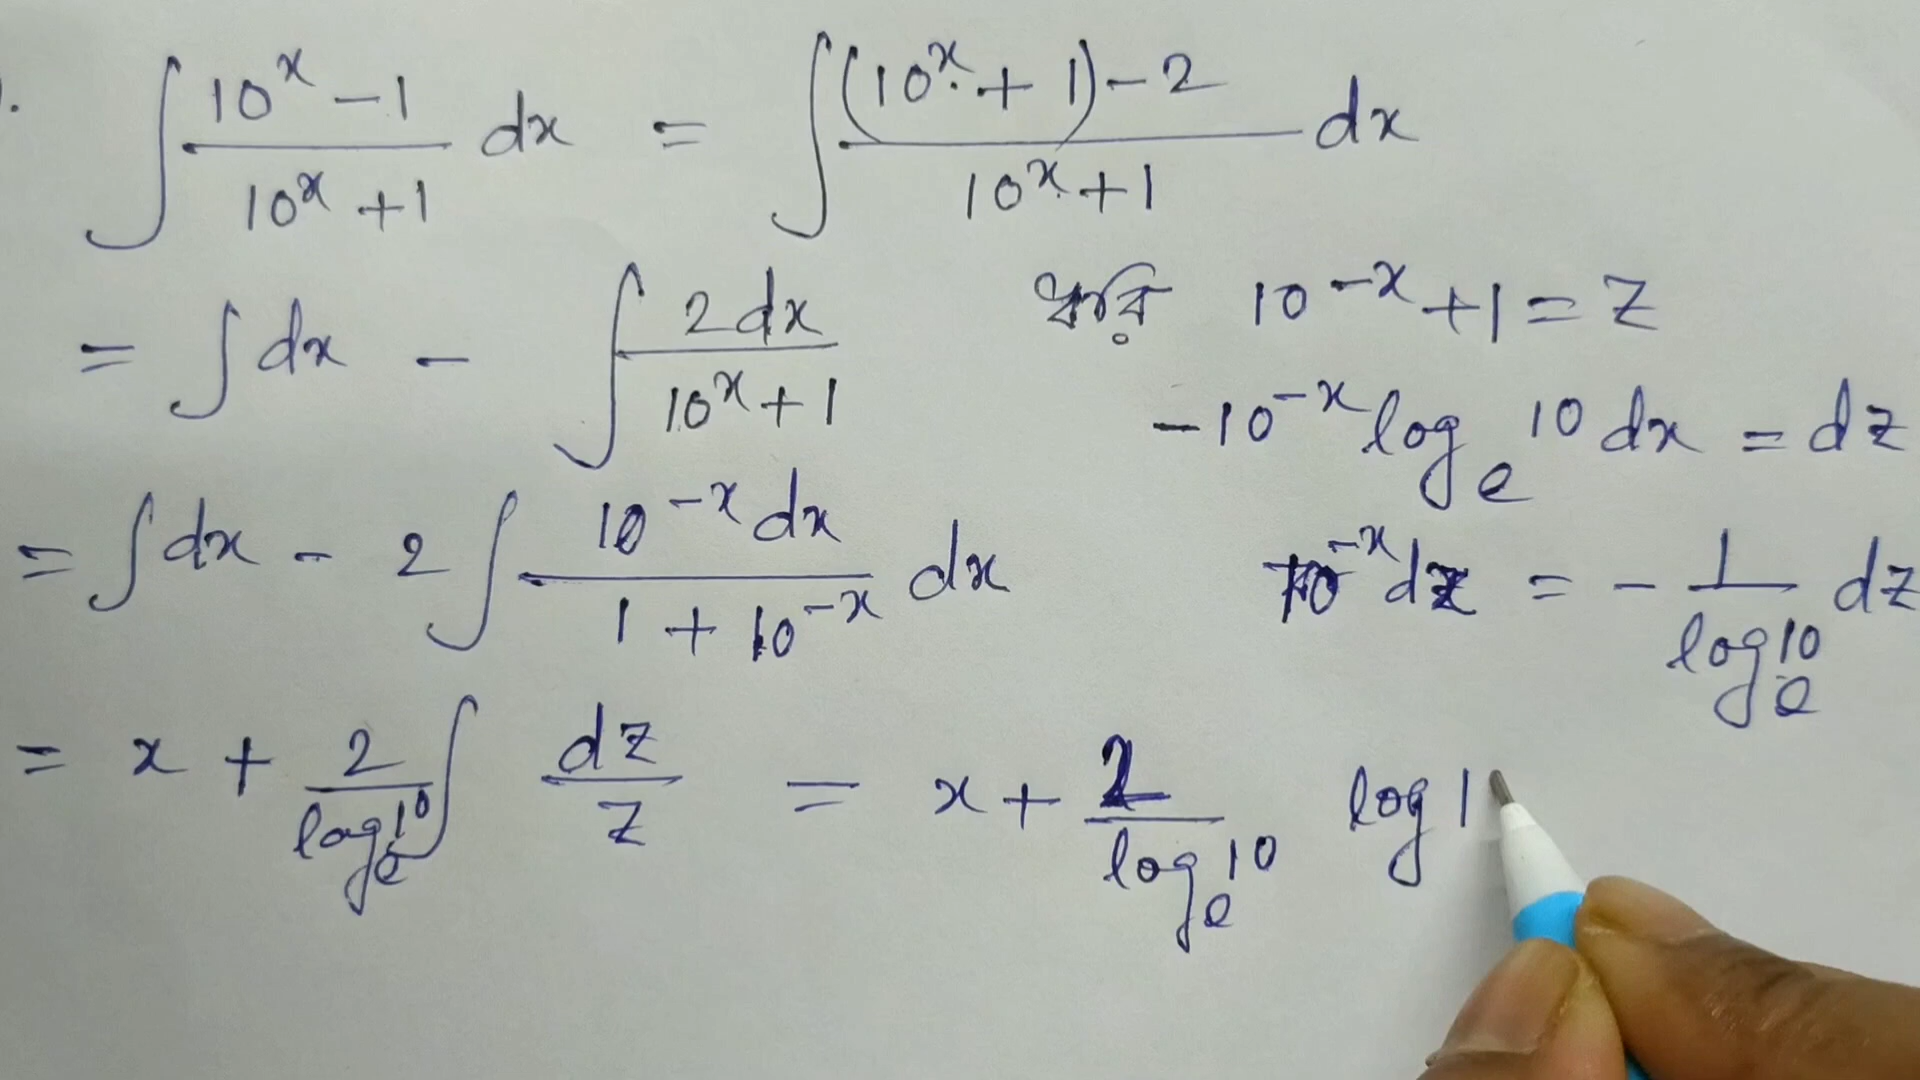 ∫ (10^x − 1)/(10^x + 1) dx = ∫ ((10^x + 1) − 2)/(10^x + 1) dx
= ∫ dx − ∫ 2dx/(10^x + 1)
ধরি 10^−x + 1 = z
−10^−x log_e 10 dx = dz
= ∫ dx − 2 ∫ 10^−x dx/(1 + 10^−x) dx
10^−x dx = − 1/log_e 10 dz
= x + 2/log_e 10 ∫ dz/z = x + 2/log_e 10 log |